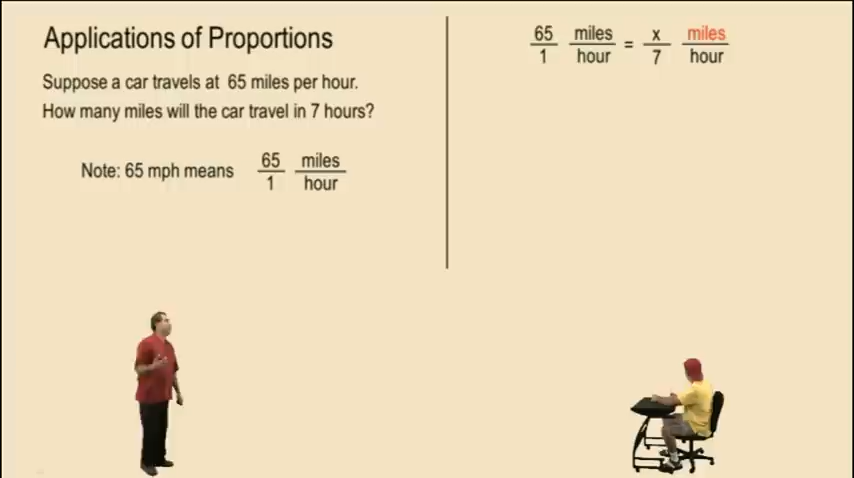 Applications of Proportions
Suppose a car travels at 65 miles per hour.
How many miles will the car travel in 7 hours?
Note: 65 mph means 65/1 miles/hour
65/1 miles/hour = x/7 miles/hour